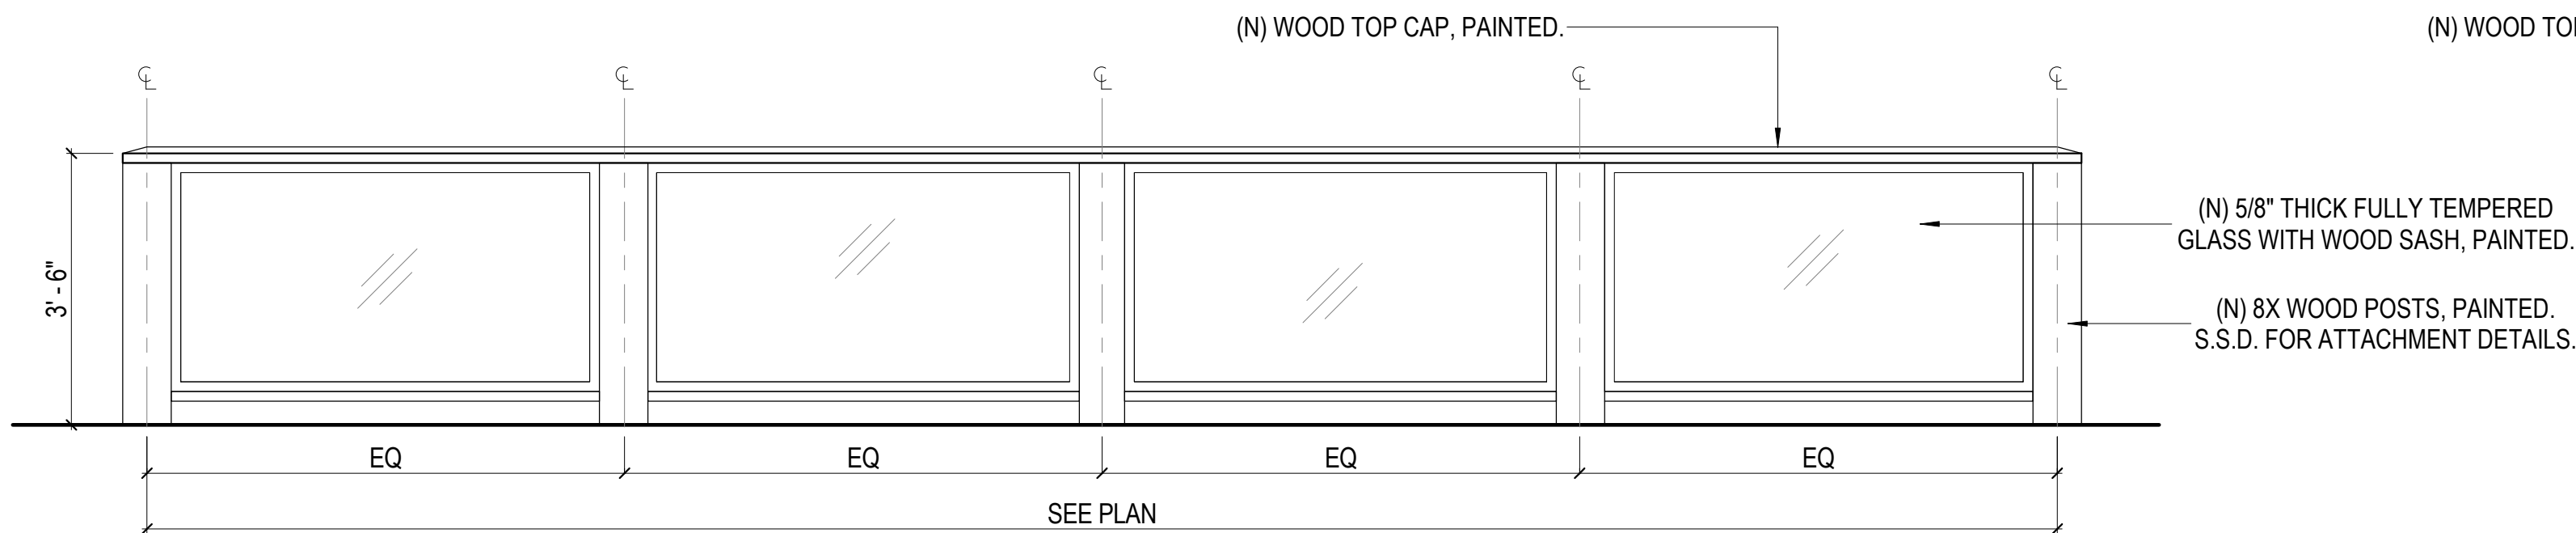 (N) WOOD TOP CAP, PAINTED.
(N) WOOD
℄ ℄ ℄ ℄ ℄
3' - 6"
(N) 5/8" THICK FULLY TEMPERED
GLASS WITH WOOD SASH, PAINTED.
(N) 8X WOOD POSTS, PAINTED.
S.S.D. FOR ATTACHMENT DETAILS.
EQ EQ EQ EQ
SEE PLAN